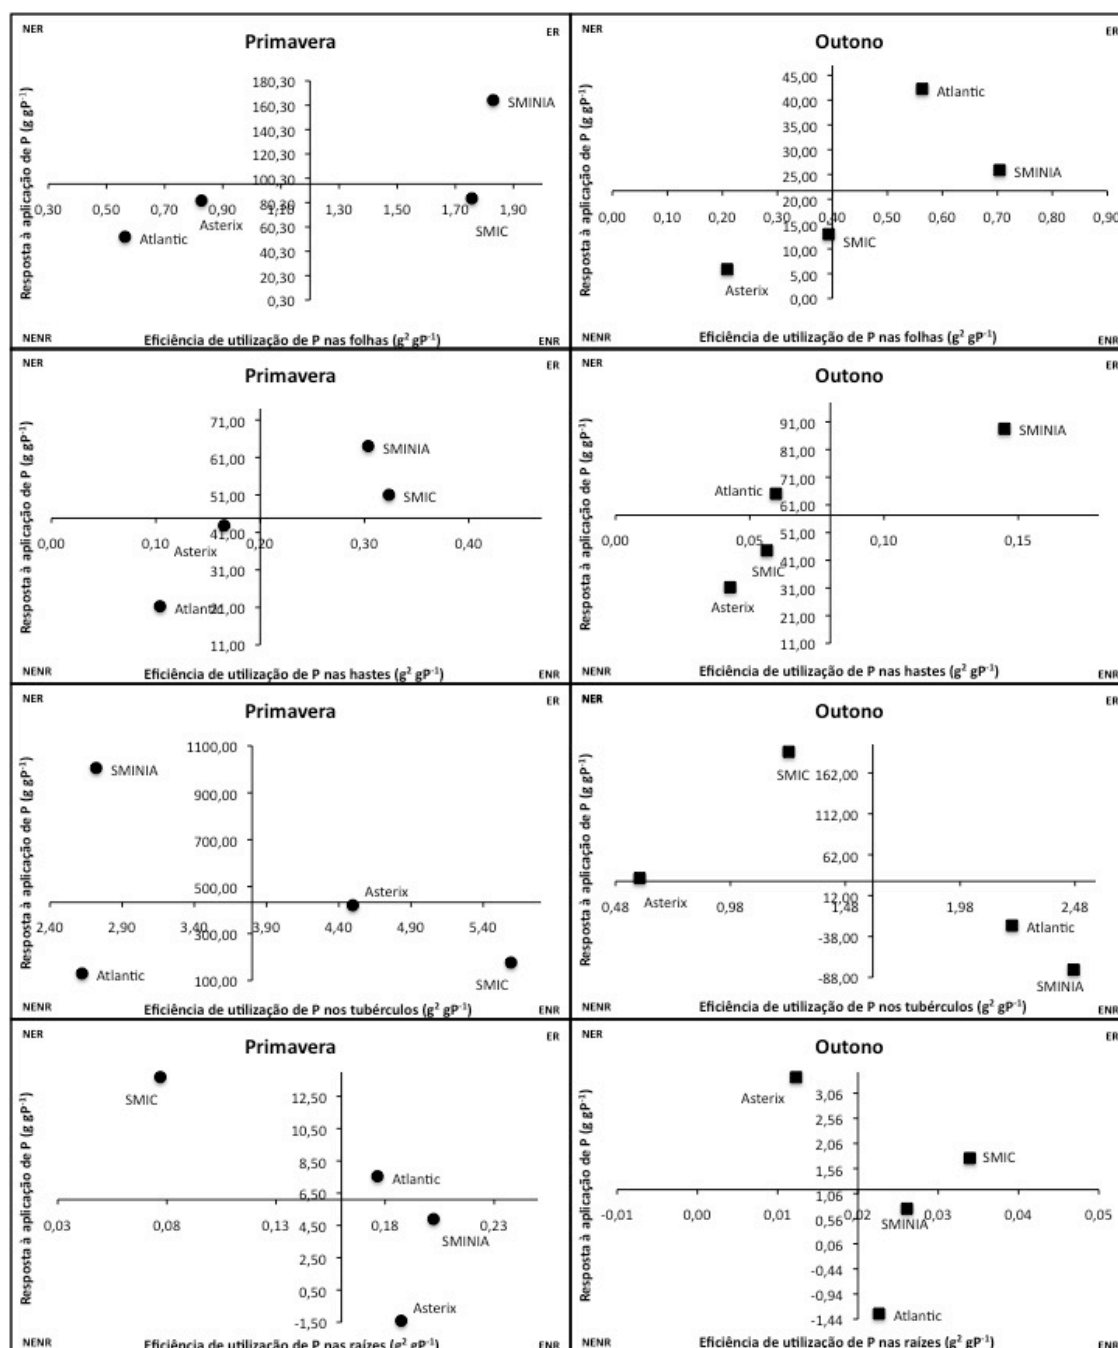 NER
Primavera
ER
Resposta à aplicação de P (g gP-1)
180,30
160,30
140,30
120,30
100,30
80,30
60,30
40,30
20,30
0,30
0,30 0,50 0,70 0,90 1,10 1,30 1,50 1,70 1,90
SMINIA
SMIC
Asterix
Atlantic
NENR
Eficiência de utilização de P nas folhas (g² gP-1)
ENR
NER
Outono
ER
Resposta à aplicação de P (g gP-1)
45,00
40,00
35,00
30,00
25,00
20,00
15,00
10,00
5,00
0,00
0,00 0,10 0,20 0,30 0,40 0,50 0,60 0,70 0,80 0,90
Atlantic
SMINIA
SMIC
Asterix
NENR
Eficiência de utilização de P nas folhas (g² gP-1)
ENR
NER
Primavera
ER
Resposta à aplicação de P (g gP-1)
71,00
61,00
51,00
41,00
31,00
21,00
11,00
0,00 0,10 0,20 0,30 0,40
SMINIA
SMIC
Asterix
Atlantic
NENR
Eficiência de utilização de P nas hastes (g² gP-1)
ENR
NER
Outono
ER
Resposta à aplicação de P (g gP-1)
91,00
81,00
71,00
61,00
51,00
41,00
31,00
21,00
11,00
0,00 0,05 0,10 0,15
SMINIA
Atlantic
SMIC
Asterix
NENR
Eficiência de utilização de P nas hastes (g² gP-1)
ENR
NER
Primavera
ER
Resposta à aplicação de P (g gP-1)
1100,00
900,00
700,00
500,00
300,00
100,00
2,40 2,90 3,40 3,90 4,40 4,90 5,40
SMINIA
Asterix
Atlantic
SMIC
NENR
Eficiência de utilização de P nos tubérculos (g² gP-1)
ENR
NER
Outono
ER
Resposta à aplicação de P (g gP-1)
162,00
112,00
62,00
12,00
-38,00
-88,00
0,48 0,98 1,48 1,98 2,48
SMIC
Asterix
Atlantic
SMINIA
NENR
Eficiência de utilização de P nos tubérculos (g² gP-1)
ENR
NER
Primavera
ER
Resposta à aplicação de P (g gP-1)
12,50
10,50
8,50
6,50
4,50
2,50
0,50
-1,50
0,03 0,08 0,13 0,18 0,23
SMIC
Atlantic
SMINIA
Asterix
NENR
Eficiência de utilização de P nas raízes (g² gP-1)
ENR
NER
Outono
ER
Resposta à aplicação de P (g gP-1)
3,06
2,56
2,06
1,56
1,06
0,56
0,06
-0,44
-0,94
-1,44
-0,01 0,00 0,01 0,02 0,03 0,04 0,05
Asterix
SMIC
SMINIA
Atlantic
NENR
Eficiência de utilização de P nas raízes (g² gP-1)
ENR